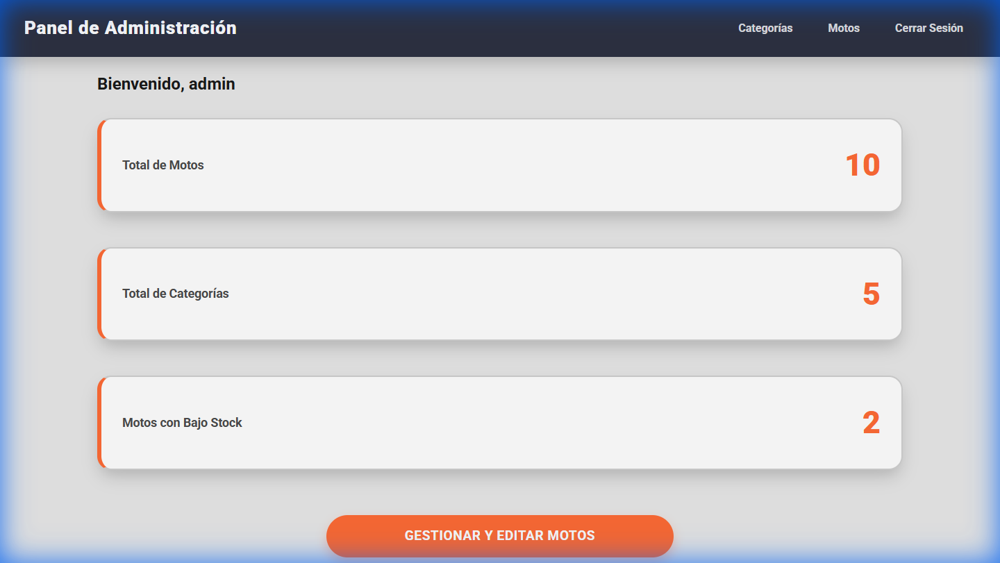 Panel de Administración
Categorías Motos Cerrar Sesión
Bienvenido, admin
Total de Motos 10
Total de Categorías 5
Motos con Bajo Stock 2
GESTIONAR Y EDITAR MOTOS